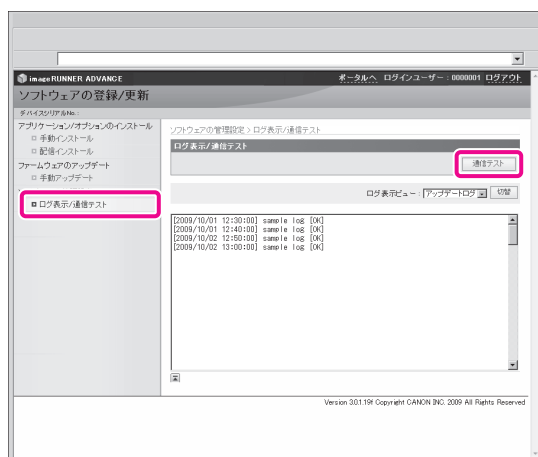 imageRUNNER ADVANCE
ポータルへ ログインユーザー : 0000001 ログアウト
ソフトウェアの登録/更新
デバイスシリアルNo.:
アプリケーション/オプションのインストール
手動インストール
配信インストール
ファームウェアのアップデート
手動アップデート
ログ表示/通信テスト
ソフトウェアの管理設定 > ログ表示/通信テスト
ログ表示/通信テスト
通信テスト
ログ表示ビュー : アップデートログ 切替
[2009/10/01 12:30:00] sample log [OK]
[2009/10/01 12:40:00] sample log [OK]
[2009/10/02 12:50:00] sample log [OK]
[2009/10/02 13:00:00] sample log [OK]
Version 3.0.1.19f Copyright CANON INC. 2009 All Rights Reserved